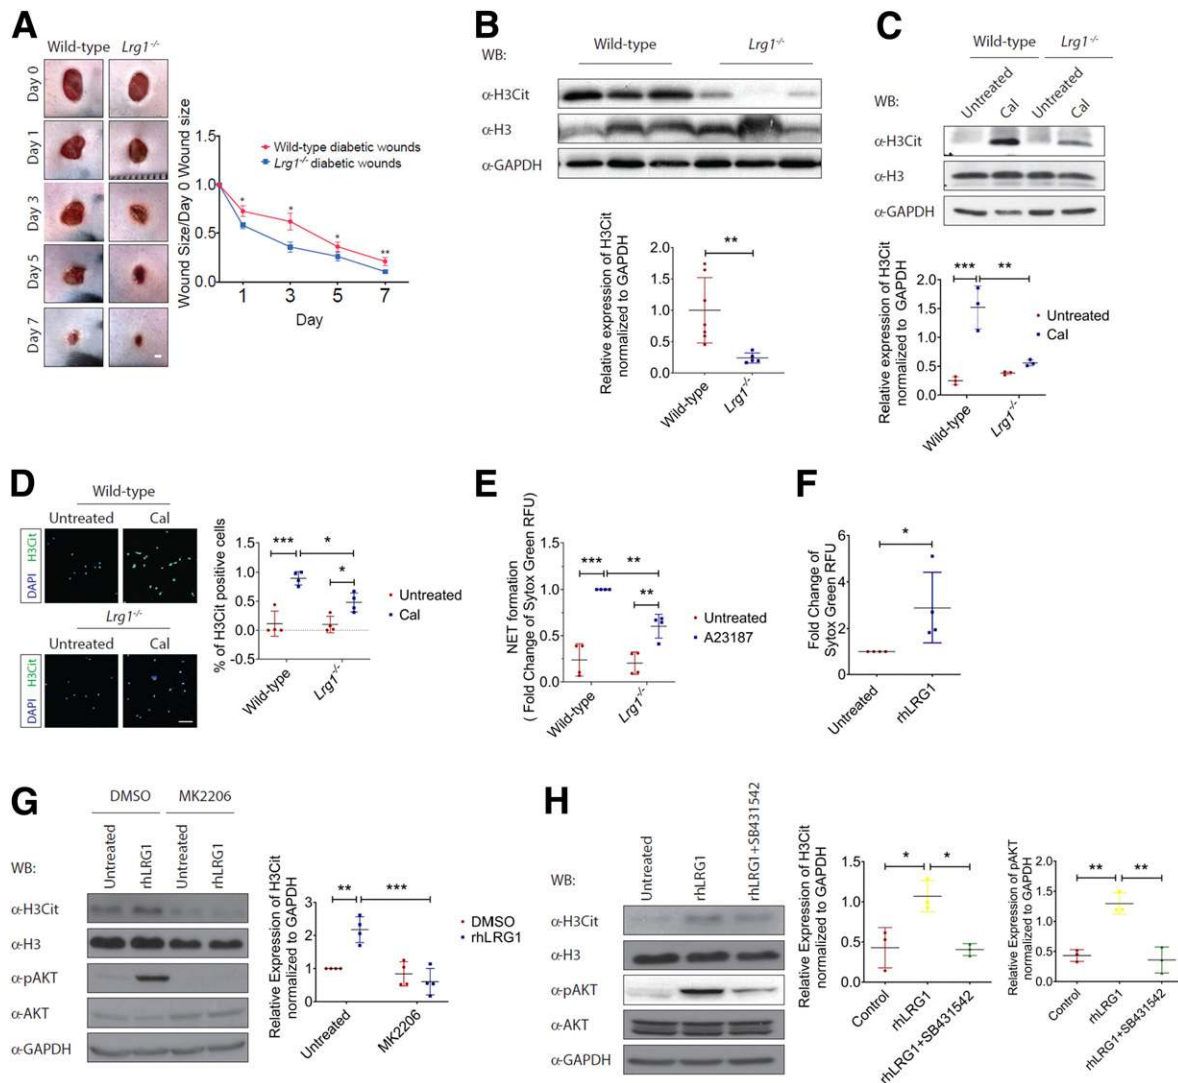 A
Wild-type Lrg1-/-
Day 0
Day 1
Day 3
Day 5
Day 7
Wound Size/Day 0 Wound size
1.5
1.0
0.5
0.0
Wild-type diabetic wounds
Lrg1-/- diabetic wounds
* * * **
1 3 5 7
Day
B
WB:
Wild-type Lrg1-/-
α-H3Cit
α-H3
α-GAPDH
Relative expression of H3Cit
normalized to GAPDH
2.0
1.5
1.0
0.5
0.0
**
Wild-type
Lrg1-/-
C
Wild-type Lrg1-/-
WB:
Untreated
Cal
Untreated
Cal
α-H3Cit
α-H3
α-GAPDH
Relative expression of H3Cit
normalized to GAPDH
2.0
1.5
1.0
0.5
0.0
*** **
Untreated
Cal
Wild-type
Lrg1-/-
D
Wild-type
Untreated Cal
DAPI H3Cit
Lrg1-/-
Untreated Cal
DAPI H3Cit
% of H3Cit positive cells
1.5
1.0
0.5
0.0
-0.5
*** *
*
Untreated
Cal
Wild-type
Lrg1-/-
E
NET formation
( Fold Change of Sytox Green RFU)
1.5
1.0
0.5
0.0
*** **
**
Untreated
A23187
Wild-type
Lrg1-/-
F
Fold Change of
Sytox Green RFU
6
4
2
0
*
Untreated
rhLRG1
G
DMSO MK2206
WB:
Untreated
rhLRG1
Untreated
rhLRG1
α-H3Cit
α-H3
α-pAKT
α-AKT
α-GAPDH
Relative Expression of H3Cit
normalized to GAPDH
3
2
1
0
** ***
DMSO
rhLRG1
Untreated
MK2206
H
WB:
Untreated
rhLRG1
rhLRG1+SB431542
α-H3Cit
α-H3
α-pAKT
α-AKT
α-GAPDH
Relative Expression of H3Cit
normalized to GAPDH
1.5
1.0
0.5
0.0
* *
Control
rhLRG1
rhLRG1+SB431542
Relative Expression of pAKT
normalized to GAPDH
2.0
1.5
1.0
0.5
0.0
** **
Control
rhLRG1
rhLRG1+SB431542